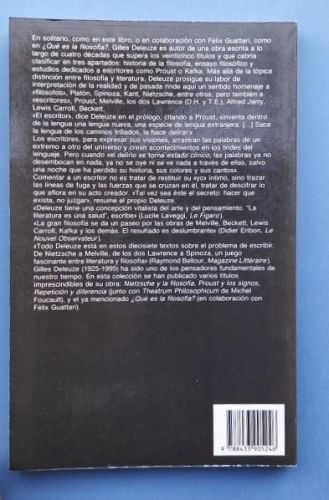 En solitario, como en este libro, o en colaboración con Félix Guattari, como
en ¿Qué es la filosofía?, Gilles Deleuze es autor de una obra escrita a lo
largo de cuatro décadas que supera los veinticinco títulos y que cabría
clasificar en tres apartados: historia de la filosofía, ensayo filosófico y
estudios dedicados a escritores como Proust o Kafka. Más allá de la tópica
distinción entre filosofía y literatura, Deleuze prosigue su labor de
interpretación de la realidad y de pasada rinde aquí un sentido homenaje a
«filósofos», Platón, Spinoza, Kant, Nietzsche, entre otros, pero también a
«escritores», Proust, Melville, los dos Lawrence (D.H. y T.E.), Alfred Jarry,
Lewis Carroll, Beckett.
«El escritor», dice Deleuze en el prólogo, citando a Proust, «inventa dentro
de la lengua una lengua nueva, una especie de lengua extranjera. [...] Saca
la lengua de los caminos trillados, la hace delirar.»
Los escritores, para expresar sus visiones, arrastran las palabras de un
extremo a otro del universo y crean acontecimientos en los lindes del
lenguaje. Pero cuando el delirio se torna estado clínico, las palabras ya no
desembocan en nada, ya no se oye ni se ve nada a través de ellas, salvo
una noche que ha perdido su historia, sus colores y sus cantos.
Comentar a un escritor no es tratar de restituir su «yo» ínfimo, sino trazar
las líneas de fuga y las fuerzas que se cruzan en él, tratar de descifrar lo
que aflora en su acto creador. «Tal vez sea éste el secreto: hacer que
exista, no juzgar», resume el propio Deleuze.
«Deleuze tiene una concepción vitalista del arte y del pensamiento. "La
literatura es una salud", escribe» (Lucile Laveggi, Le Figaro).
«La gran filosofía se da un paseo por las obras de Melville, Beckett, Lewis
Carroll, Kafka y los demás. El resultado es deslumbrante» (Didier Eribon, Le
Nouvel Observateur).
«Todo Deleuze está en estos diecisiete textos sobre el problema de escribir.
De Nietzsche a Melville, de los dos Lawrence a Spinoza, un juego
fascinante entre literatura y filosofía» (Raymond Bellour, Magazine Littéraire).
Gilles Deleuze (1925-1995) ha sido uno de los pensadores fundamentales de
nuestro tiempo. En esta colección se han publicado varios títulos
imprescindibles de su obra: Nietzsche y la filosofía, Proust y los signos,
Repetición y diferencia (junto con Theatrum Philosophicum de Michel
Foucault), y el ya mencionado ¿Qué es la filosofía? (en colaboración con
Félix Guattari).
9 788433 905246